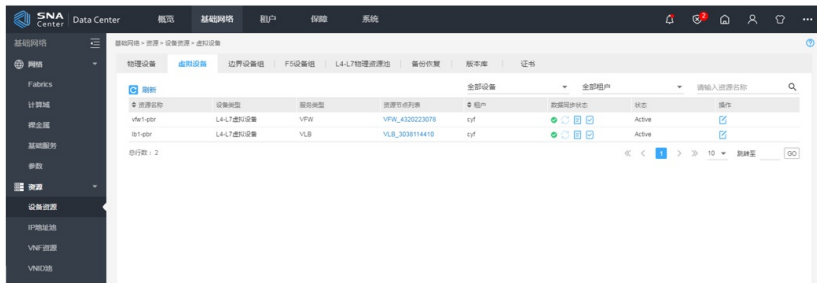 SNA Center Data Center 概览 基础网络 租户 保障 系统 2
基础网络 基础网络 > 资源 > 设备资源 > 虚拟设备
网络 物理设备 虚拟设备 边界设备组 F5设备组 L4-L7物理资源池 备份恢复 版本库 证书
Fabrics 刷新 全部设备 全部租户 请输入资源名称
计算域 资源名称 设备类型 服务类型 资源节点列表 租户 数据同步状态 状态 操作
裸金属 vfw1-pbr L4-L7虚拟设备 VFW VFW_4320223078 cyf Active
lb1-pbr L4-L7虚拟设备 VLB VLB_3038114418 cyf Active
基础服务 总行数：2 1 10 跳转至 GO
参数
资源
设备资源
IP地址池
VNF资源
VNID池